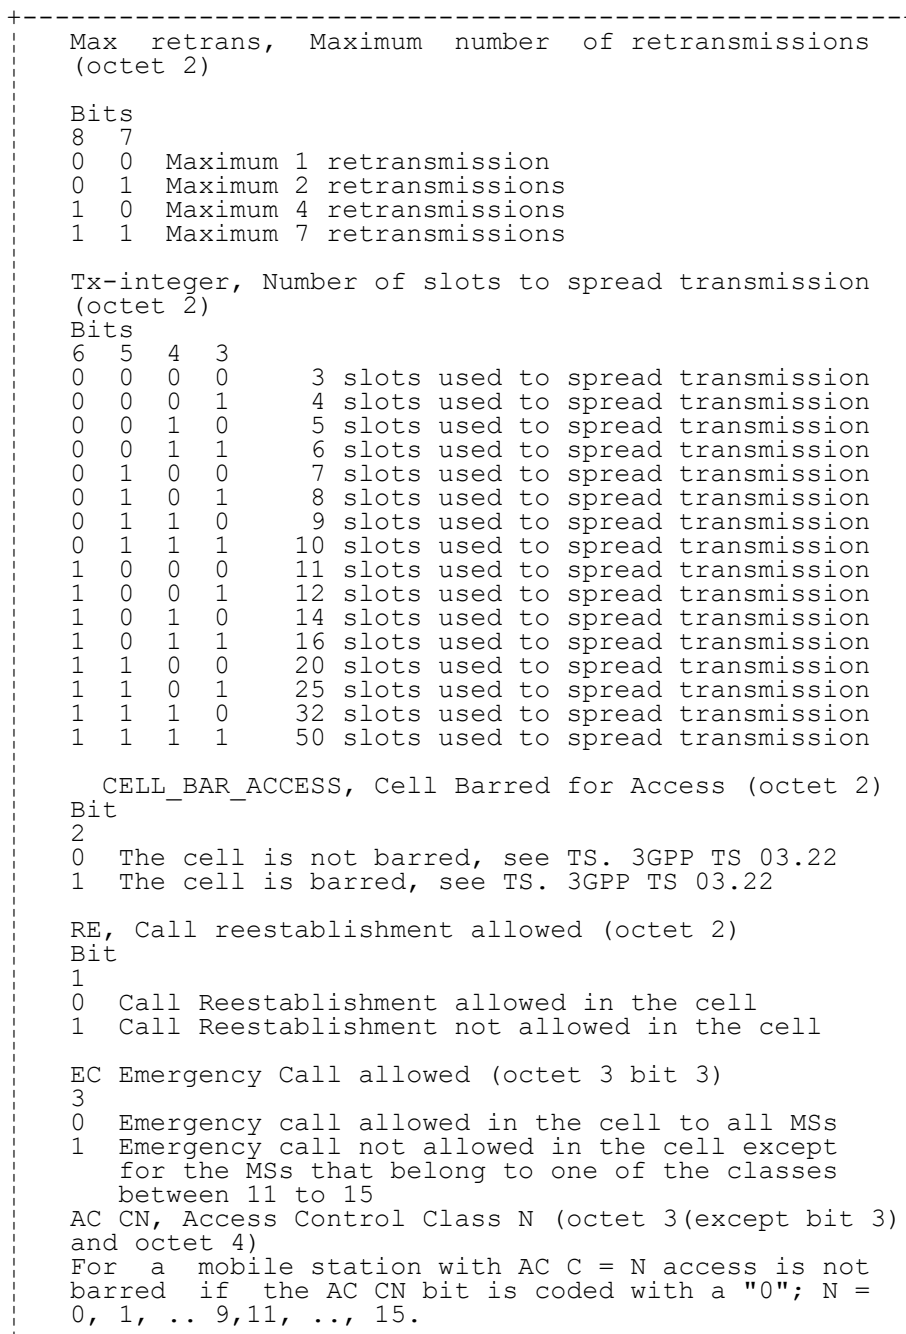 Max retrans, Maximum number of retransmissions
(octet 2)
Bits
8 7
0 0 Maximum 1 retransmission
0 1 Maximum 2 retransmissions
1 0 Maximum 4 retransmissions
1 1 Maximum 7 retransmissions
Tx-integer, Number of slots to spread transmission
(octet 2)
Bits
6 5 4 3
0 0 0 0 3 slots used to spread transmission
0 0 0 1 4 slots used to spread transmission
0 0 1 0 5 slots used to spread transmission
0 0 1 1 6 slots used to spread transmission
0 1 0 0 7 slots used to spread transmission
0 1 0 1 8 slots used to spread transmission
0 1 1 0 9 slots used to spread transmission
0 1 1 1 10 slots used to spread transmission
1 0 0 0 11 slots used to spread transmission
1 0 0 1 12 slots used to spread transmission
1 0 1 0 14 slots used to spread transmission
1 0 1 1 16 slots used to spread transmission
1 1 0 0 20 slots used to spread transmission
1 1 0 1 25 slots used to spread transmission
1 1 1 0 32 slots used to spread transmission
1 1 1 1 50 slots used to spread transmission
CELL_BAR_ACCESS, Cell Barred for Access (octet 2)
Bit
2
0 The cell is not barred, see TS. 3GPP TS 03.22
1 The cell is barred, see TS. 3GPP TS 03.22
RE, Call reestablishment allowed (octet 2)
Bit
1
0 Call Reestablishment allowed in the cell
1 Call Reestablishment not allowed in the cell
EC Emergency Call allowed (octet 3 bit 3)
3
0 Emergency call allowed in the cell to all MSs
1 Emergency call not allowed in the cell except
for the MSs that belong to one of the classes
between 11 to 15
AC CN, Access Control Class N (octet 3(except bit 3)
and octet 4)
For a mobile station with AC C = N access is not
barred if the AC CN bit is coded with a "0"; N =
0, 1, .. 9,11, .., 15.